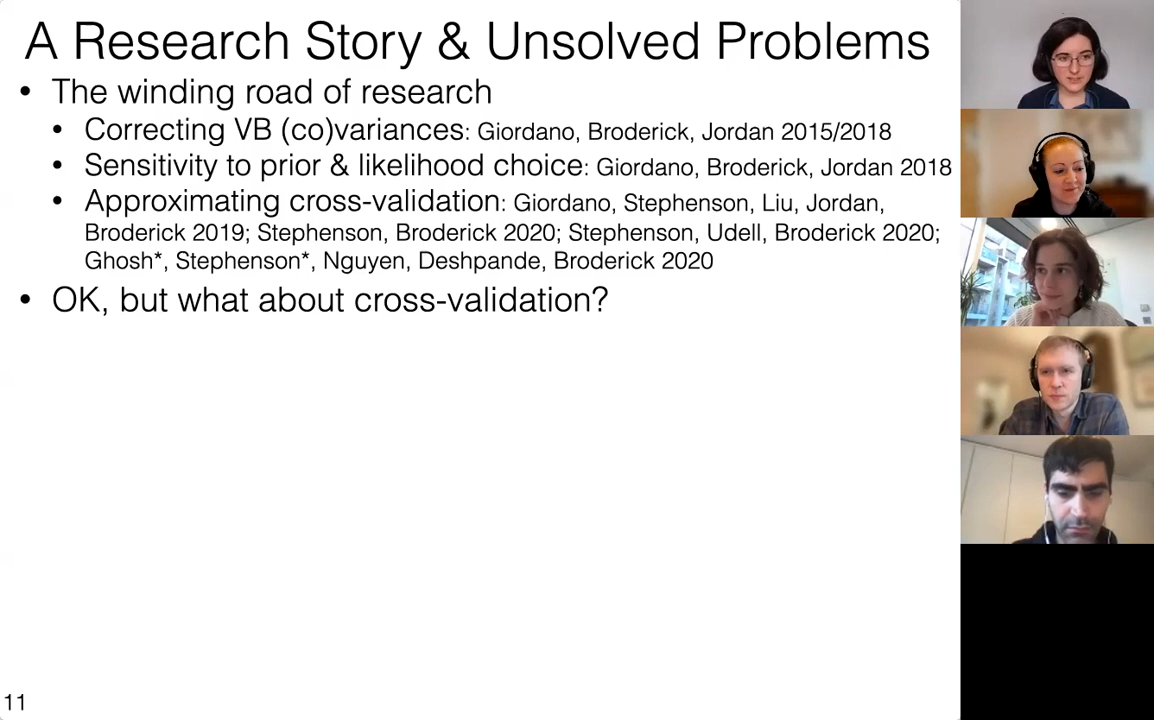 A Research Story & Unsolved Problems
• The winding road of research
• Correcting VB (co)variances: Giordano, Broderick, Jordan 2015/2018
• Sensitivity to prior & likelihood choice: Giordano, Broderick, Jordan 2018
• Approximating cross-validation: Giordano, Stephenson, Liu, Jordan,
Broderick 2019; Stephenson, Broderick 2020; Stephenson, Udell, Broderick 2020;
Ghosh*, Stephenson*, Nguyen, Deshpande, Broderick 2020
• OK, but what about cross-validation?
11